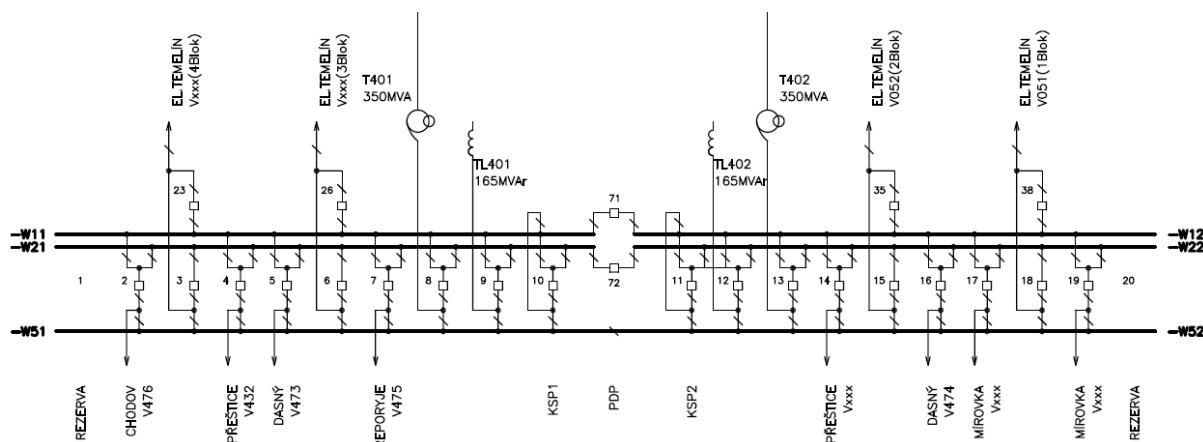 EL.TEMELÍN
Vxxx(4Blok)
EL.TEMELÍN
Vxxx(3Blok)
T401
350MVA
T402
350MVA
EL.TEMELÍN
V052(2Blok)
EL.TEMELÍN
V051(1Blok)
TL401
165MVAr
TL402
165MVAr
23
26
71
35
38
-W11
-W12
-W21
-W22
1
2
3
4
5
6
7
8
9
10
72
11
12
13
14
15
16
17
18
19
20
-W51
-W52
REZERVA
CHODOV
V476
PŘEŠTICE
V432
DASNÝ
V473
EPORYJE
V475
KSP1
PDP
KSP2
PŘEŠTICE
Vxxx
DASNÝ
V474
MÍROVKA
Vxxx
MÍROVKA
Vxxx
REZERVA